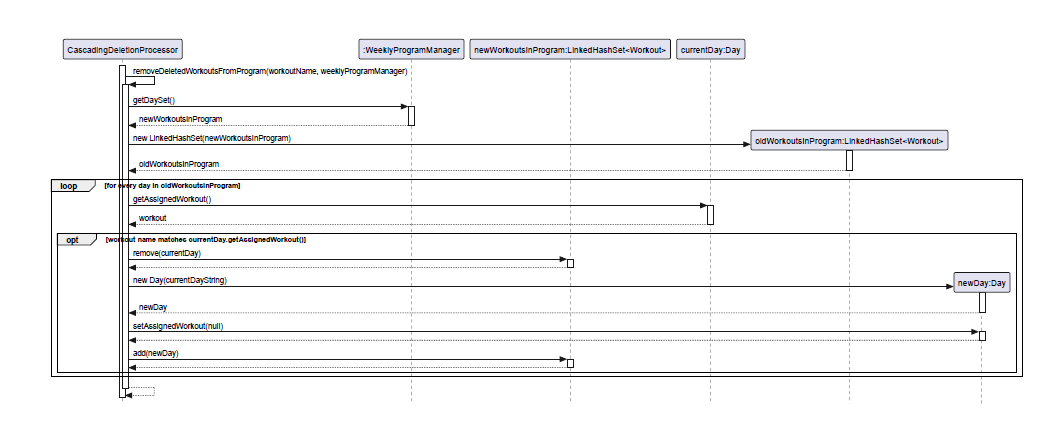 CascadingDeletionProcessor
:WeeklyProgramManager
newWorkoutsInProgram:LinkedHashSet<Workout>
currentDay:Day
removeDeletedWorkoutsFromProgram(workoutName, weeklyProgramManager)
getDaySet()
newWorkoutsInProgram
new LinkedHashSet(newWorkoutsInProgram)
oldWorkoutsInProgram:LinkedHashSet<Workout>
oldWorkoutsInProgram
loop [for every day in oldWorkoutsInProgram]
getAssignedWorkout()
workout
opt [workout name matches currentDay.getAssignedWorkout()]
remove(currentDay)
new Day(currentDayString)
newDay:Day
newDay
setAssignedWorkout(null)
add(newDay)